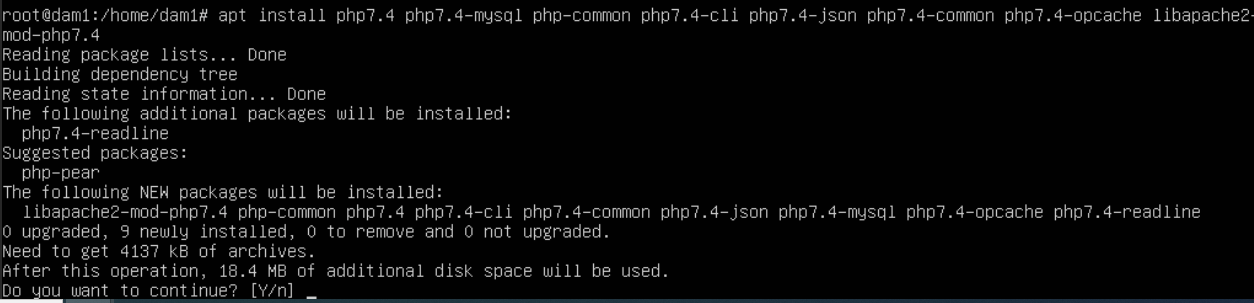 root@dam1:/home/dam1# apt install php7.4 php7.4-mysql php-common php7.4-cli php7.4-json php7.4-common php7.4-opcache libapache2-
mod-php7.4
Reading package lists... Done
Building dependency tree
Reading state information... Done
The following additional packages will be installed:
  php7.4-readline
Suggested packages:
  php-pear
The following NEW packages will be installed:
  libapache2-mod-php7.4 php-common php7.4 php7.4-cli php7.4-common php7.4-json php7.4-mysql php7.4-opcache php7.4-readline
0 upgraded, 9 newly installed, 0 to remove and 0 not upgraded.
Need to get 4137 kB of archives.
After this operation, 18.4 MB of additional disk space will be used.
Do you want to continue? [Y/n] _